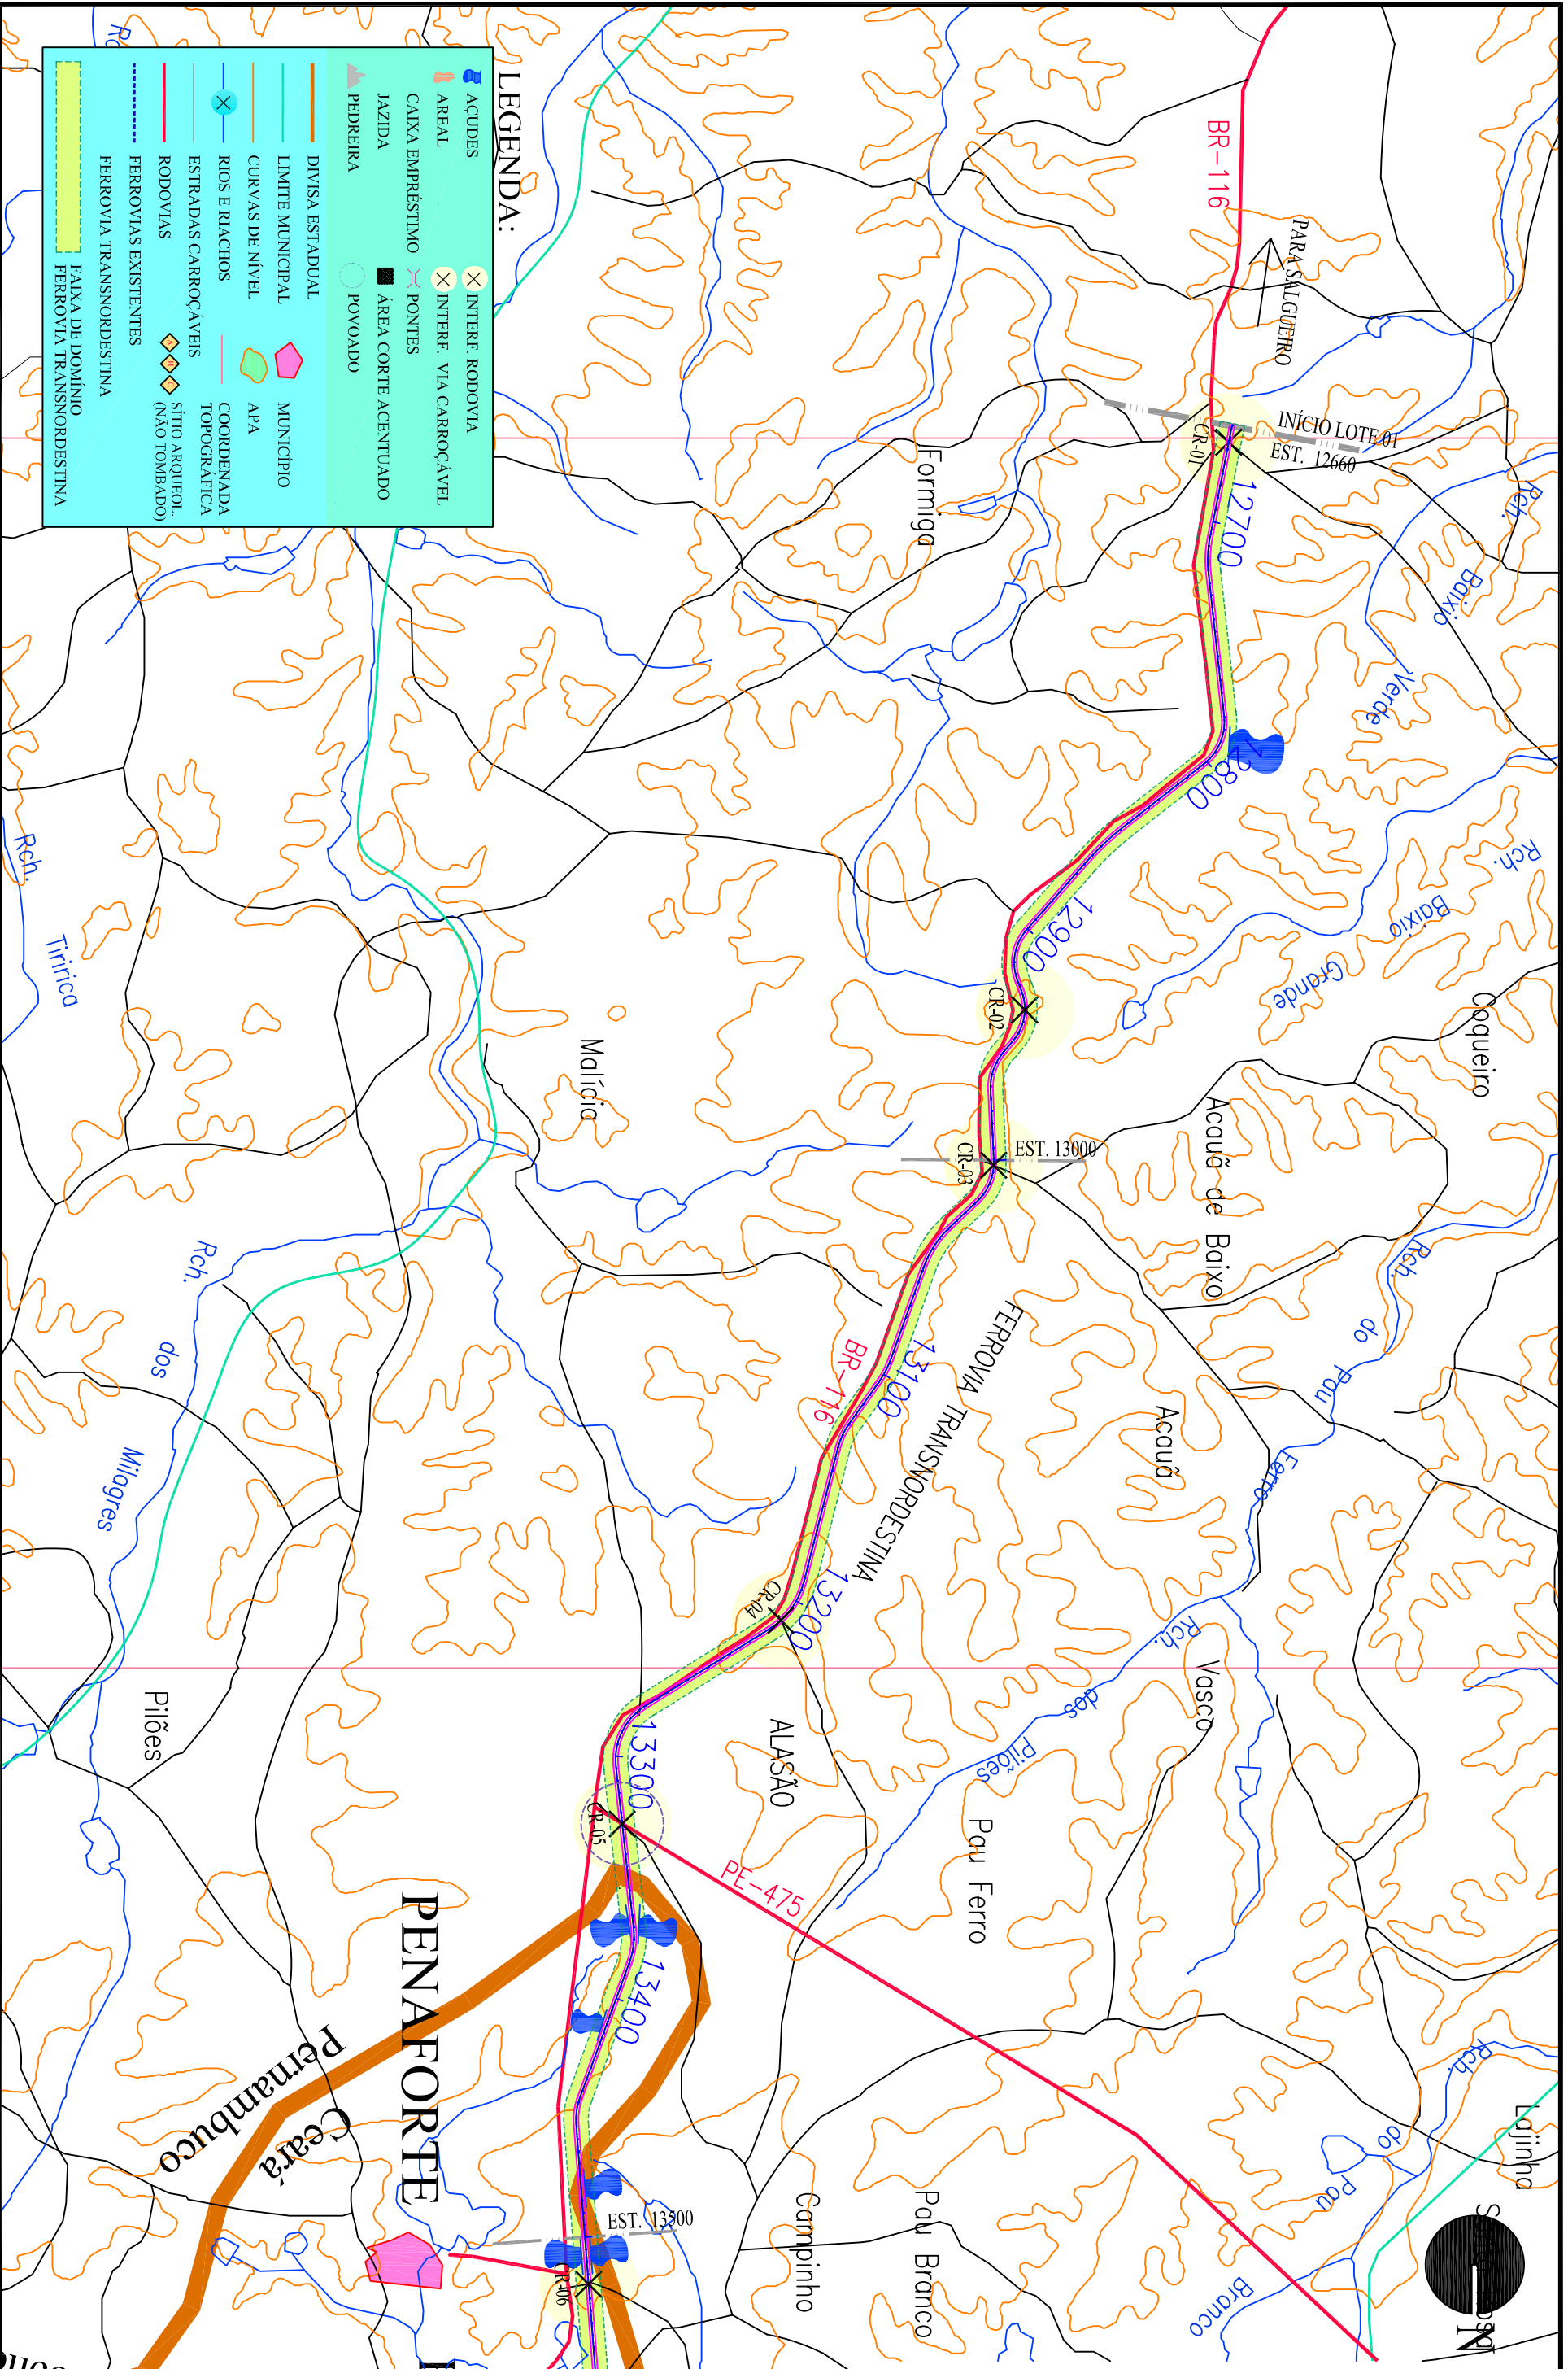 LEGENDA:
AÇUDES
AREAL
CAIXA EMPRÉSTIMO
JAZIDA
PEDREIRA
INTERF. RODOVIA
INTERF. VIA CARROÇÁVEL
PONTES
ÁREA CORTE ACENTUADO
POVOADO
DIVISA ESTADUAL
LIMITE MUNICIPAL
CURVAS DE NÍVEL
RIOS E RIACHOS
ESTRADAS CARROÇÁVEIS
RODOVIAS
FERROVIAS EXISTENTES
FERROVIA TRANSNORDESTINA
FAIXA DE DOMÍNIO
FERROVIA TRANSNORDESTINA
MUNICÍPIO
APA
COORDENADA
TOPOGRÁFICA
A B C
SÍTIO ARQUEOL.
(NÃO TOMBADO)
BR-116
PARA SALGUEIRO
INÍCIO LOTE 01
EST. 12660
CR-01
12700
Formiga
Rch.
Baixio
Verde
12800
Rch.
Baixio
Grande
12900
CR-02
Coqueiro
Malícia
EST. 13000
CR-03
Acauã de Baixo
Rch.
do
Pau
Ferro
FERROVIA TRANSNORDESTINA
BR-116
13100
Acauã
Rch.
Tiririca
Rch.
dos
Milagres
13200
CR-04
Rch.
dos
Pilões
Vasco
Pilões
ALASÃO
13300
CR-05
PE-475
Pau Ferro
13400
PENAFORTE
Pernambuco
Ceará
Rch.
do
Pau
Branco
Lajinha
EST. 13500
CR-06
Campinho
Pau Branco
N